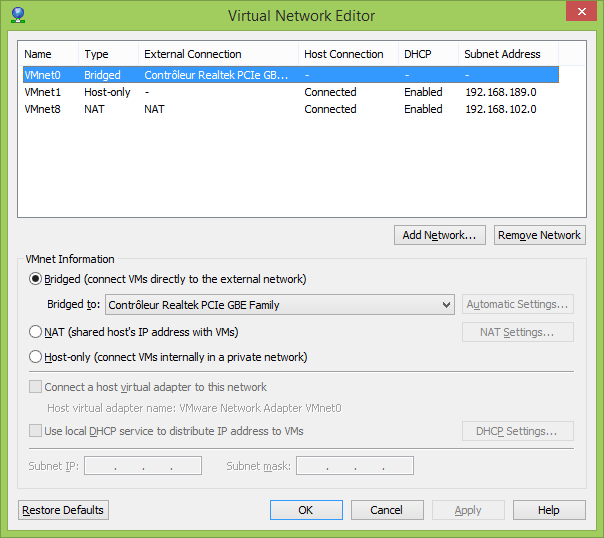 Virtual Network Editor
Name Type External Connection Host Connection DHCP Subnet Address
VMnet0 Bridged Contrôleur Realtek PCIe GB... - - -
VMnet1 Host-only - Connected Enabled 192.168.189.0
VMnet8 NAT NAT Connected Enabled 192.168.102.0
Add Network... Remove Network
VMnet Information
Bridged (connect VMs directly to the external network)
Bridged to: Contrôleur Realtek PCIe GBE Family Automatic Settings...
NAT (shared host's IP address with VMs) NAT Settings...
Host-only (connect VMs internally in a private network)
Connect a host virtual adapter to this network
Host virtual adapter name: VMware Network Adapter VMnet0
Use local DHCP service to distribute IP address to VMs DHCP Settings...
Subnet IP: . . . Subnet mask: . . .
Restore Defaults OK Cancel Apply Help